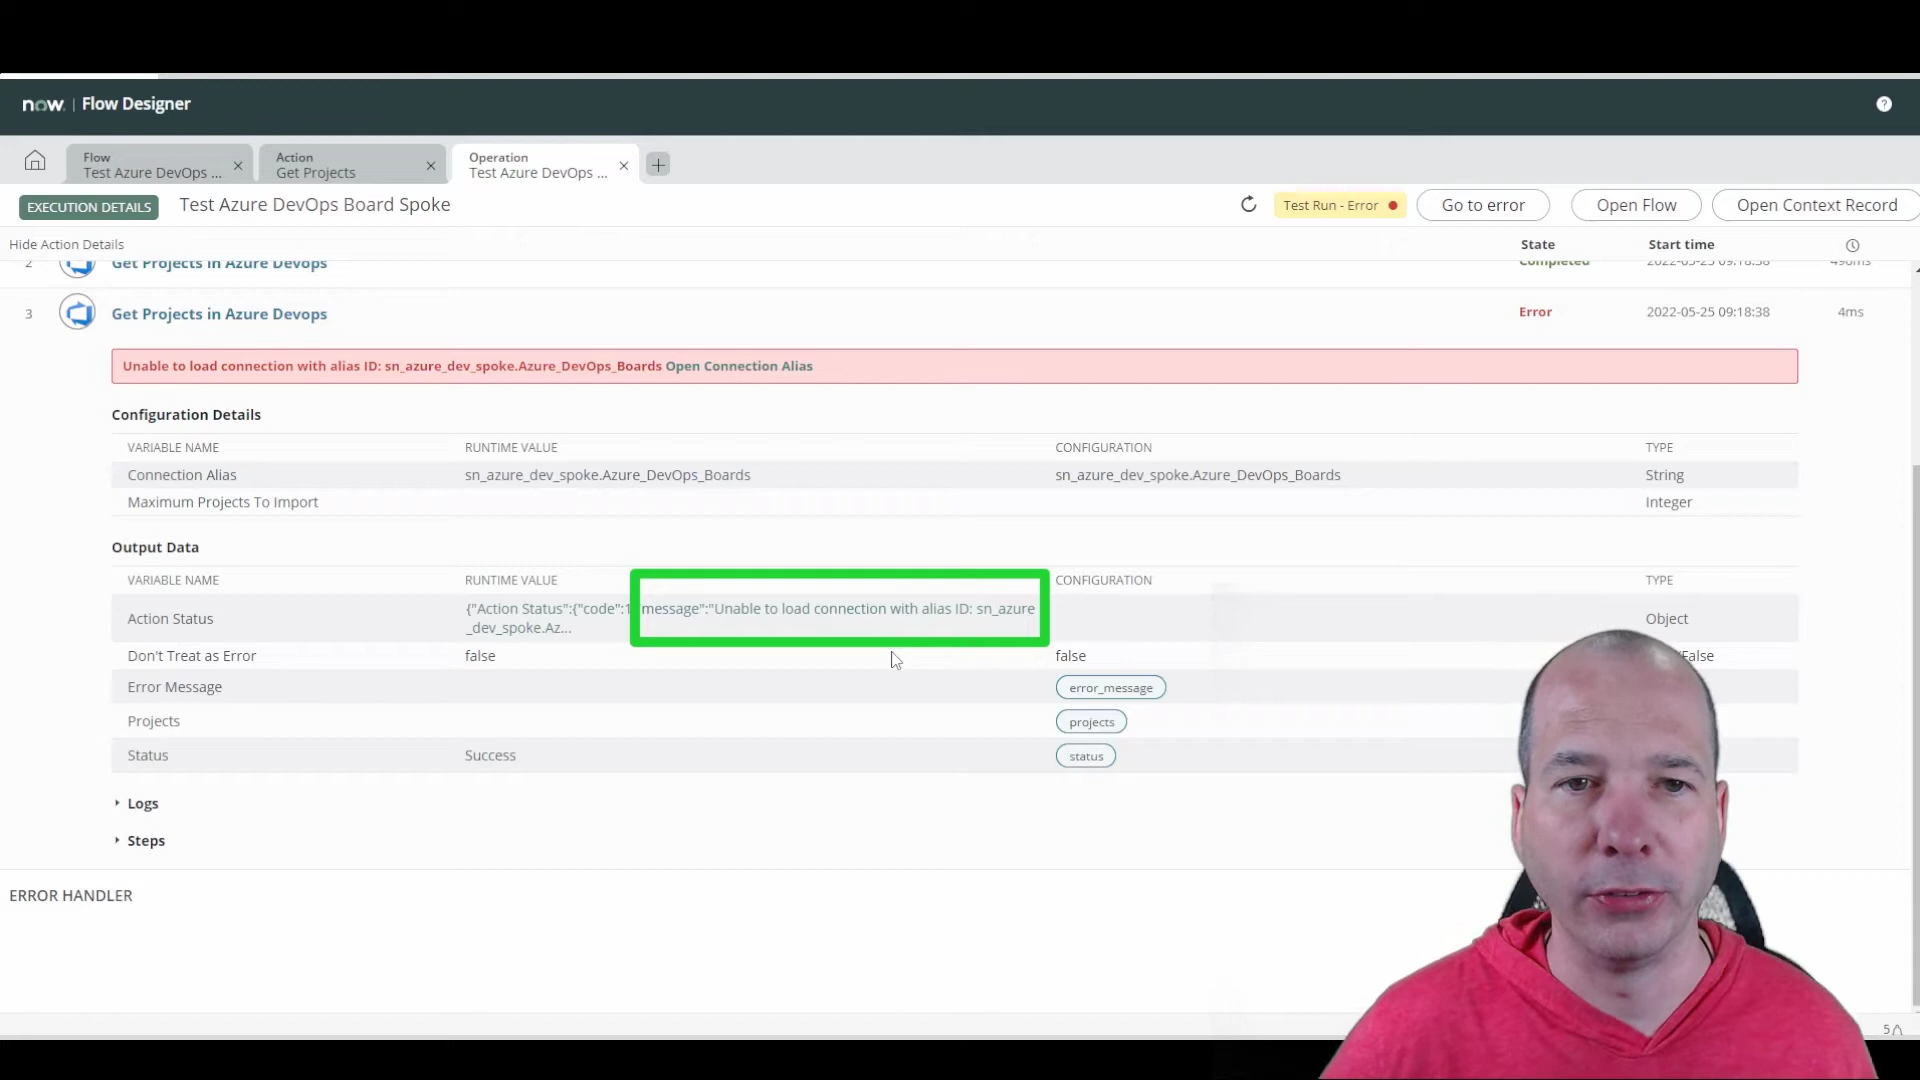 now. | Flow Designer
Flow
Test Azure DevOps ...
Action
Get Projects
Operation
Test Azure DevOps ...
EXECUTION DETAILS Test Azure DevOps Board Spoke
Test Run - Error
Go to error
Open Flow
Open Context Record
Hide Action Details State Start time
2 Get Projects in Azure Devops Completed 2022-05-25 09:18:38 496ms
3 Get Projects in Azure Devops Error 2022-05-25 09:18:38 4ms
Unable to load connection with alias ID: sn_azure_dev_spoke.Azure_DevOps_Boards Open Connection Alias
Configuration Details
VARIABLE NAME RUNTIME VALUE CONFIGURATION TYPE
Connection Alias sn_azure_dev_spoke.Azure_DevOps_Boards sn_azure_dev_spoke.Azure_DevOps_Boards String
Maximum Projects To Import Integer
Output Data
VARIABLE NAME RUNTIME VALUE CONFIGURATION TYPE
Action Status {"Action Status":{"code":1 message":"Unable to load connection with alias ID: sn_azure
_dev_spoke.Az... Object
Don't Treat as Error false false False
Error Message error_message
Projects projects
Status Success status
Logs
Steps
ERROR HANDLER
5